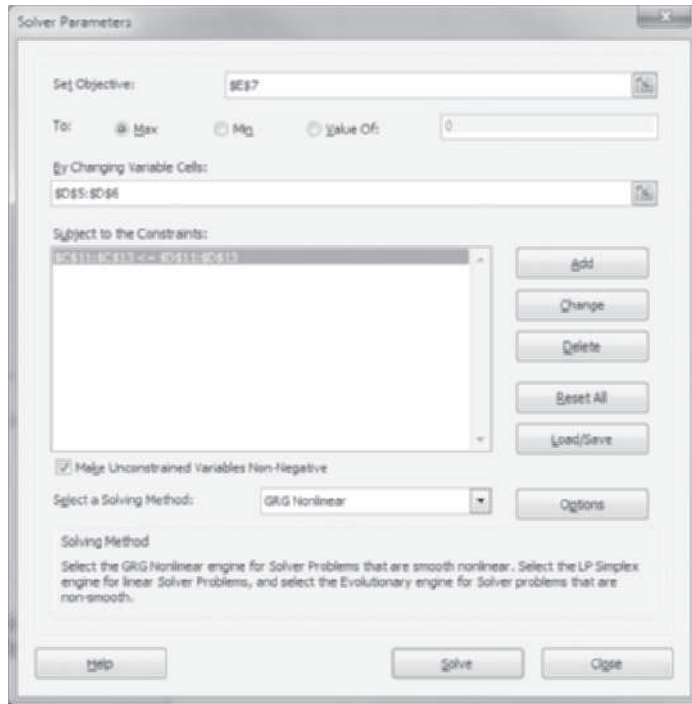 Solver Parameters
Set Objective: $E$7
To: Max Min Value Of: 0
By Changing Variable Cells:
$D$5:$D$6
Subject to the Constraints:
$C$11:$C$13 <= $D$11:$D$13
Add
Change
Delete
Reset All
Load/Save
Make Unconstrained Variables Non-Negative
Select a Solving Method: GRG Nonlinear Options
Solving Method
Select the GRG Nonlinear engine for Solver Problems that are smooth nonlinear. Select the LP Simplex
engine for linear Solver Problems, and select the Evolutionary engine for Solver problems that are
non-smooth.
Help Solve Close